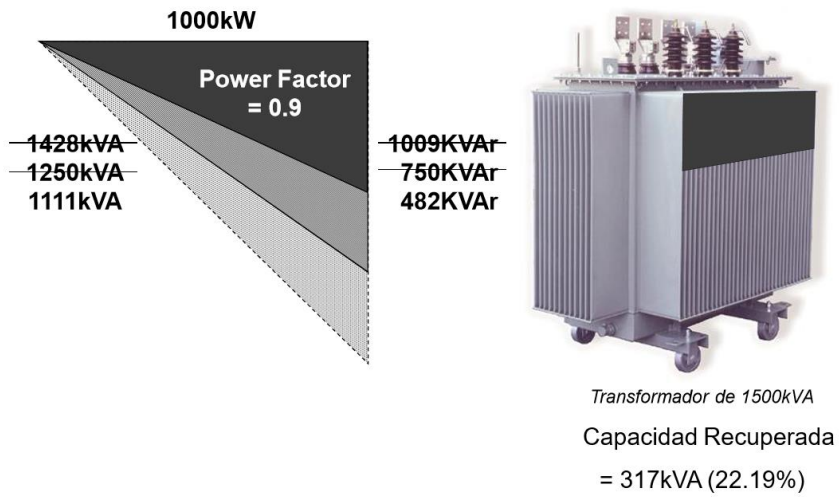 1000kW
Power Factor
= 0.9
1428kVA
1250kVA
1111kVA
1009KVAr
750KVAr
482KVAr
Transformador de 1500kVA
Capacidad Recuperada
= 317kVA (22.19%)